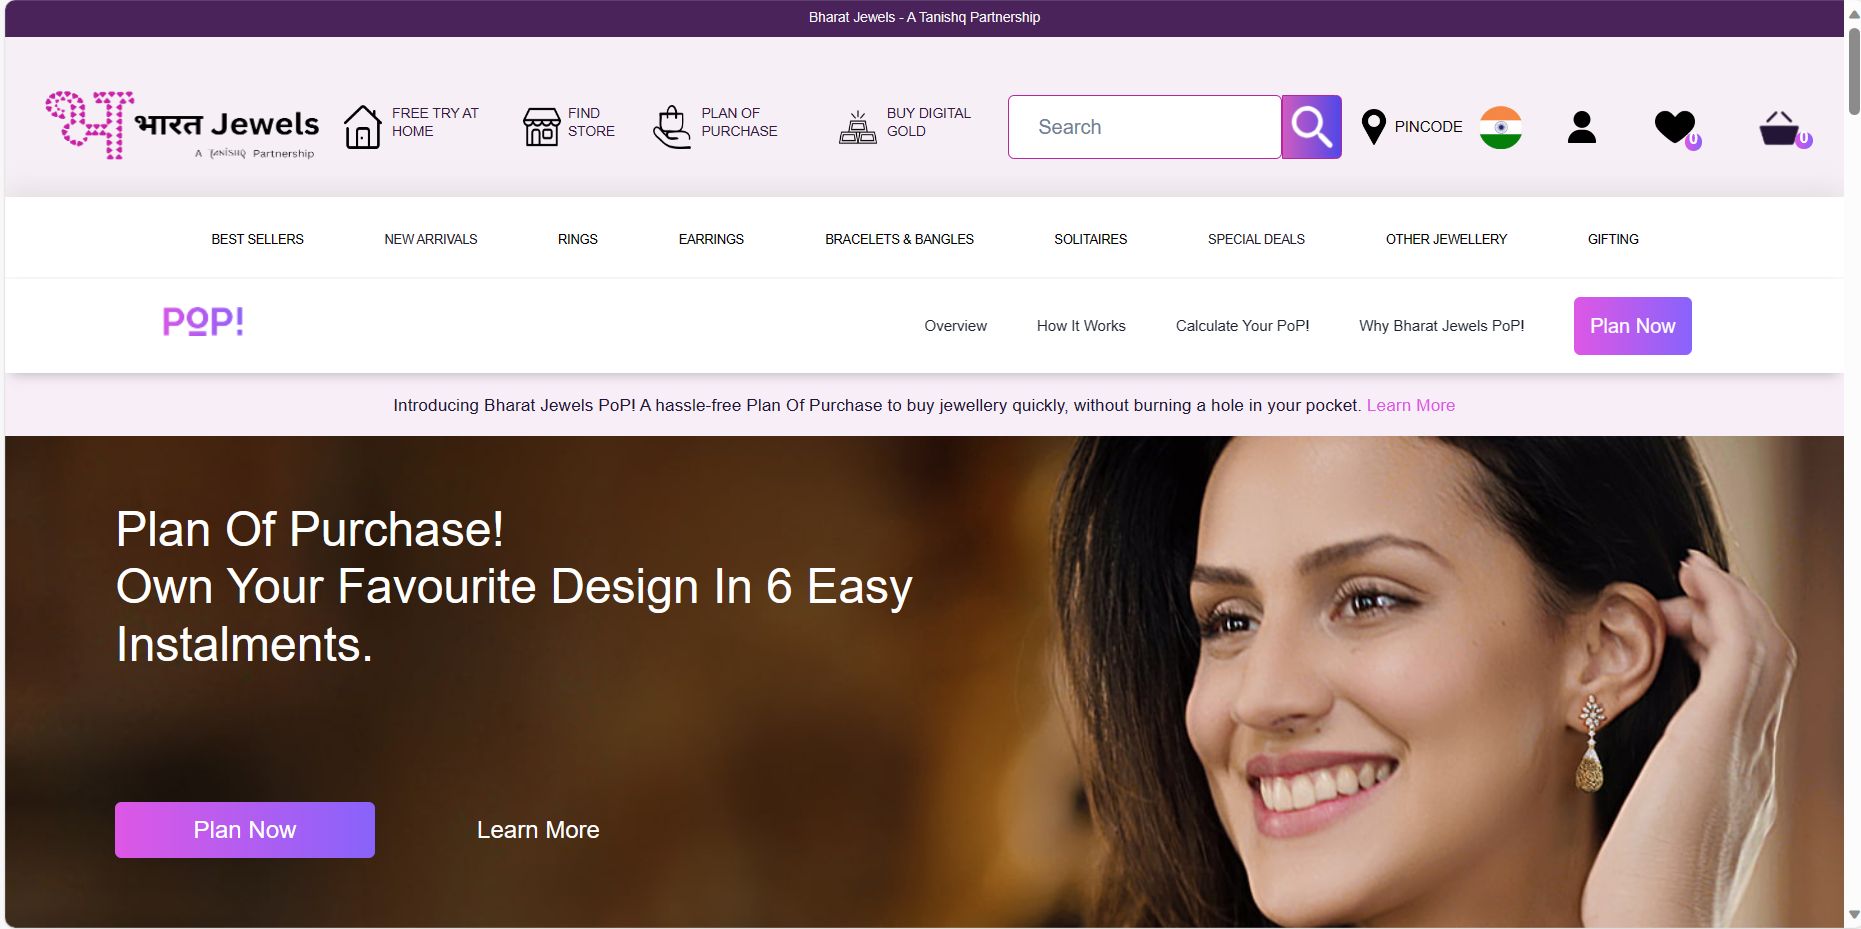 Bharat Jewels - A Tanishq Partnership
भा
भारत Jewels
A TANISHQ Partnership
FREE TRY AT
HOME
FIND
STORE
PLAN OF
PURCHASE
BUY DIGITAL
GOLD
Search
PINCODE
0
0
BEST SELLERS
NEW ARRIVALS
RINGS
EARRINGS
BRACELETS & BANGLES
SOLITAIRES
SPECIAL DEALS
OTHER JEWELLERY
GIFTING
POP!
Overview
How It Works
Calculate Your PoP!
Why Bharat Jewels PoP!
Plan Now
Introducing Bharat Jewels PoP! A hassle-free Plan Of Purchase to buy jewellery quickly, without burning a hole in your pocket. Learn More
Plan Of Purchase!
Own Your Favourite Design In 6 Easy
Instalments.
Plan Now
Learn More